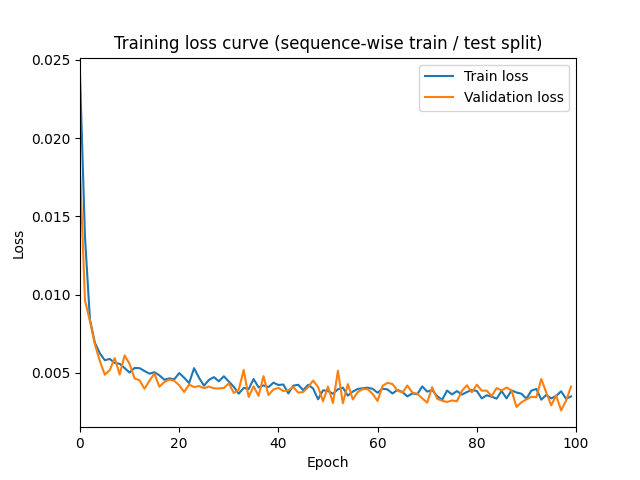 Training loss curve (sequence-wise train / test split)
Train loss
Validation loss
0.025
0.020
0.015
0.010
0.005
Loss
0 20 40 60 80 100
Epoch